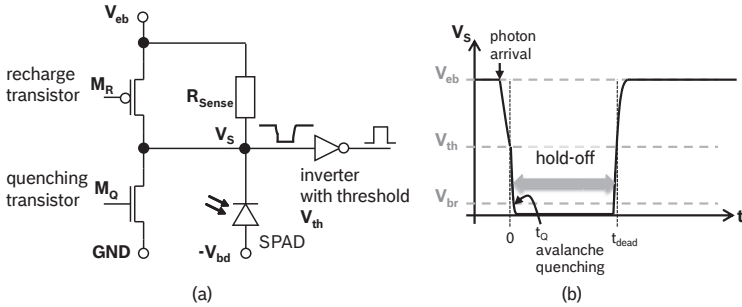 V_eb
(a)
recharge
transistor
M_R
R_Sense
V_S
quenching
transistor
M_Q
inverter
with threshold
V_th
GND
-V_bd
SPAD
(b)
V_S
photon
arrival
V_eb
V_th
hold-off
V_br
t
0
t_Q
t_dead
avalanche
quenching
(a)
(b)